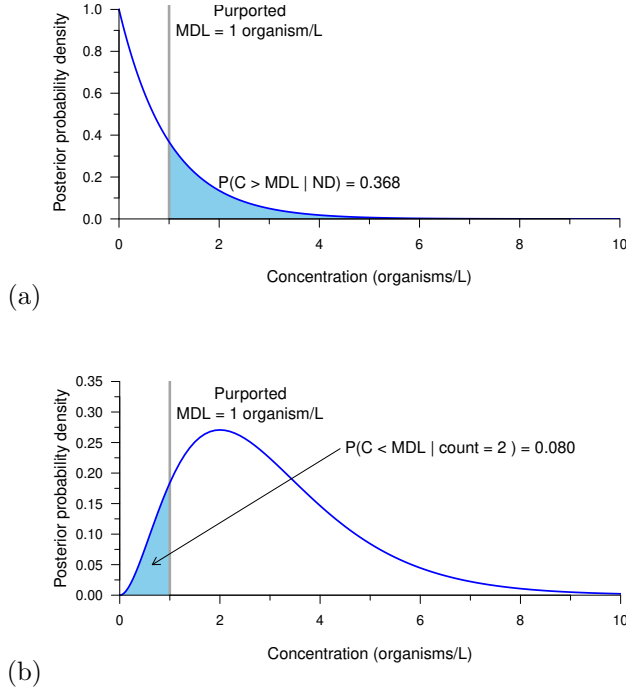 Purported
MDL = 1 organism/L
Posterior probability density
1.0
0.8
0.6
0.4
0.2
0.0
P(C > MDL | ND) = 0.368
0 2 4 6 8 10
Concentration (organisms/L)
(a)
Purported
MDL = 1 organism/L
Posterior probability density
0.35
0.30
0.25
0.20
0.15
0.10
0.05
0.00
P(C < MDL | count = 2 ) = 0.080
0 2 4 6 8 10
Concentration (organisms/L)
(b)